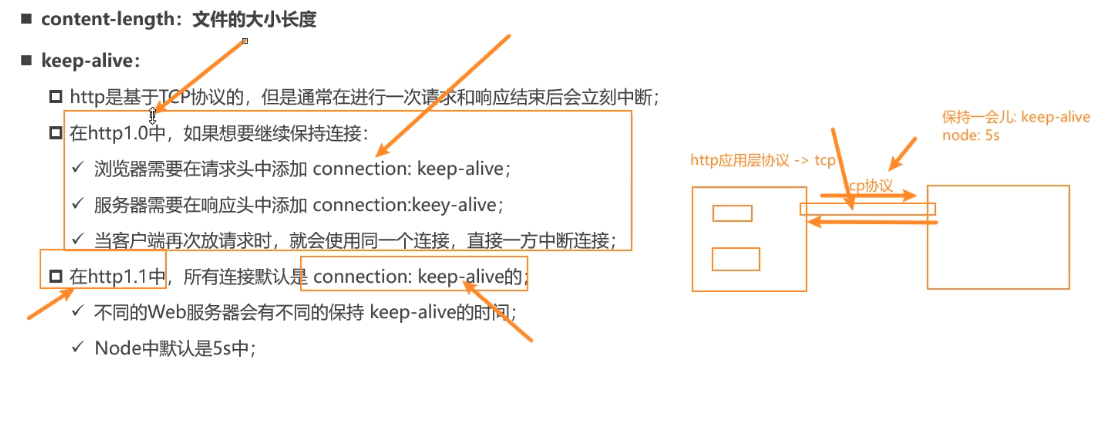 content-length：文件的大小长度
keep-alive：
http是基于TCP协议的，但是通常在进行一次请求和响应结束后会立刻中断；
在http1.0中，如果想要继续保持连接：
浏览器需要在请求头中添加 connection: keep-alive；
服务器需要在响应头中添加 connection:keey-alive；
当客户端再次放请求时，就会使用同一个连接，直接一方中断连接；
在http1.1中，所有连接默认是 connection: keep-alive的；
不同的Web服务器会有不同的保持 keep-alive的时间；
Node中默认是5s中；
保持一会儿: keep-alive
node: 5s
http应用层协议 -> tcp
cp协议